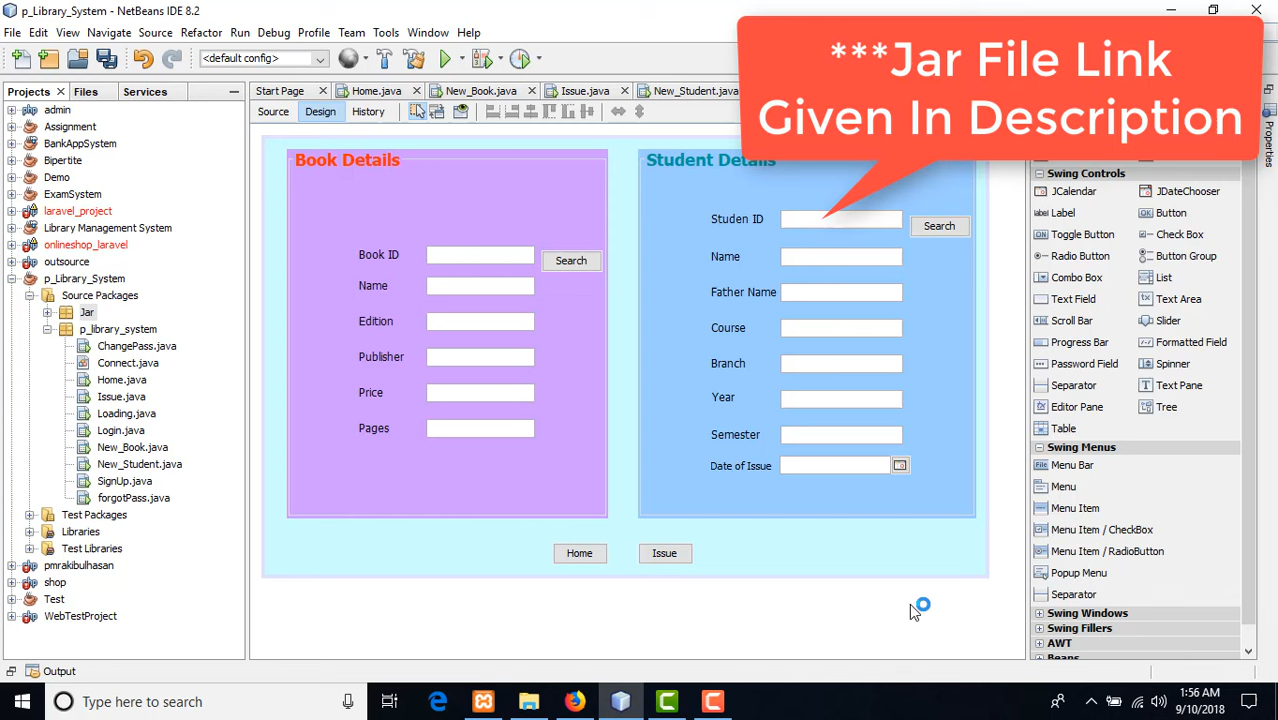 p_Library_System - NetBeans IDE 8.2
File Edit View Navigate Source Refactor Run Debug Profile Team Tools Window Help
***Jar File Link
Given In Description
<default config>
Projects Files Services
Start Page Home.java New_Book.java Issue.java New_Student.java
Source Design History
admin
Assignment
BankAppSystem
Bipertite
Demo
ExamSystem
laravel_project
Library Management System
onlineshop_laravel
outsource
p_Library_System
Source Packages
Jar
p_library_system
ChangePass.java
Connect.java
Home.java
Issue.java
Loading.java
Login.java
New_Book.java
New_Student.java
SignUp.java
forgotPass.java
Test Packages
Libraries
Test Libraries
pmrakibulhasan
shop
Test
WebTestProject
Book Details
Book ID Search
Name
Edition
Publisher
Price
Pages
Student Details
Studen ID Search
Name
Father Name
Course
Branch
Year
Semester
Date of Issue
Home Issue
Swing Controls
JCalendar JDateChooser
label Label OK Button
ON Toggle Button Check Box
Radio Button Button Group
Combo Box List
Text Field Text Area
Scroll Bar Slider
Progress Bar Formatted Field
Password Field Spinner
Separator Text Pane
Editor Pane Tree
Table
Swing Menus
File Menu Bar
Menu
Menu Item
Menu Item / CheckBox
Menu Item / RadioButton
Popup Menu
Separator
Swing Windows
Swing Fillers
AWT
Beans
Properties
Output
Type here to search
1:56 AM
9/10/2018